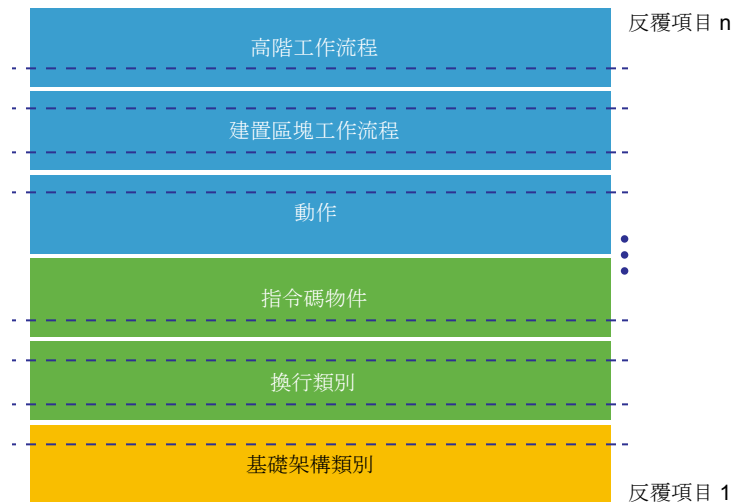 反覆項目 n
高階工作流程
建置區塊工作流程
動作
指令碼物件
換行類別
基礎架構類別
反覆項目 1